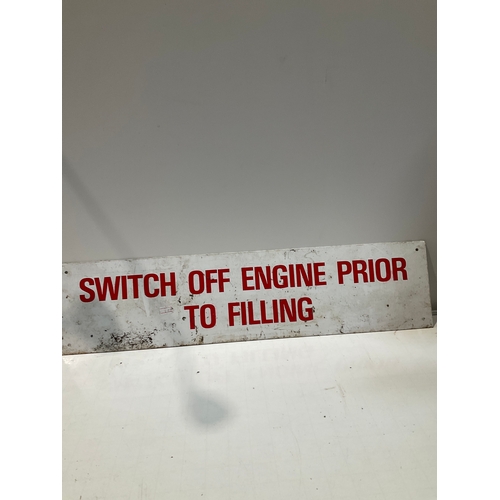 SWITCH OFF ENGINE PRIOR
TO FILLING